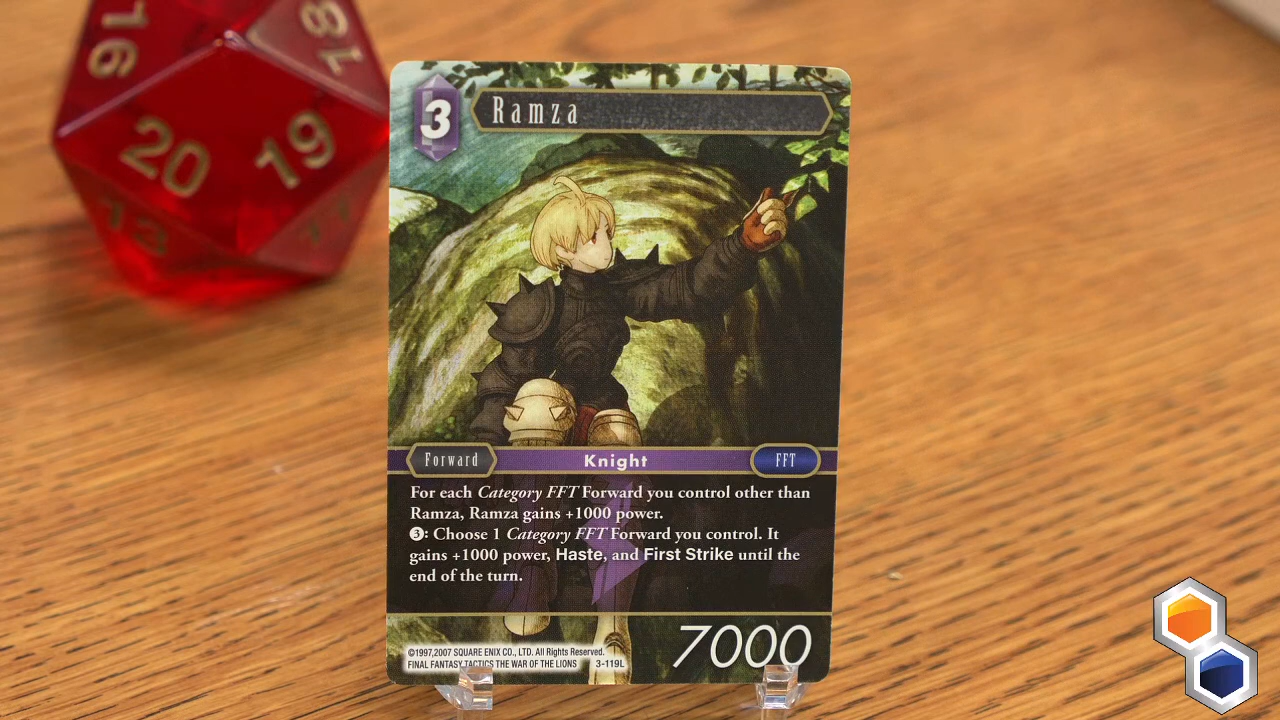 16
18
20
19
13
11
3
Ramza
Forward
Knight
FFT
For each Category FFT Forward you control other than
Ramza, Ramza gains +1000 power.
3: Choose 1 Category FFT Forward you control. It
gains +1000 power, Haste, and First Strike until the
end of the turn.
7000
©1997,2007 SQUARE ENIX CO., LTD. All Rights Reserved.
FINAL FANTASY TACTICS THE WAR OF THE LIONS 3-119L